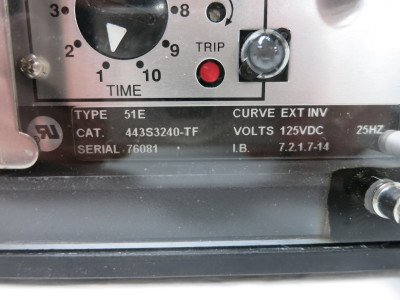 3
8
2
9
1
10
TRIP
TIME
TYPE 51E CURVE EXT INV
CAT. 443S3240-TF VOLTS 125VDC 25HZ
SERIAL 76081 I.B. 7.2.1.7-14